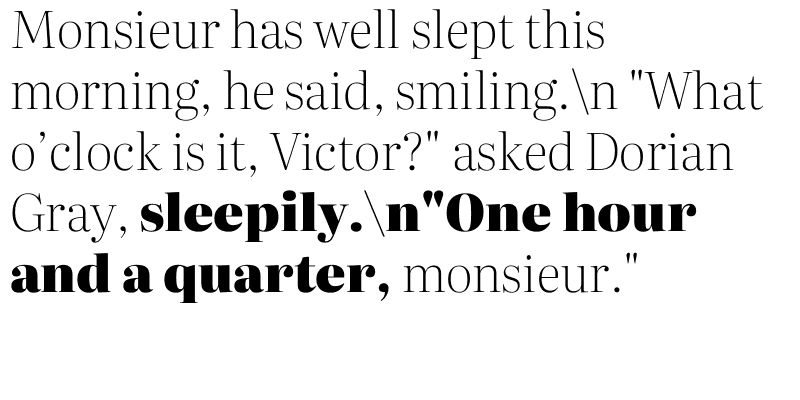 Monsieur has well slept this
morning, he said, smiling.\n "What
o’clock is it, Victor?" asked Dorian
Gray, sleepily.\n"One hour
and a quarter, monsieur."